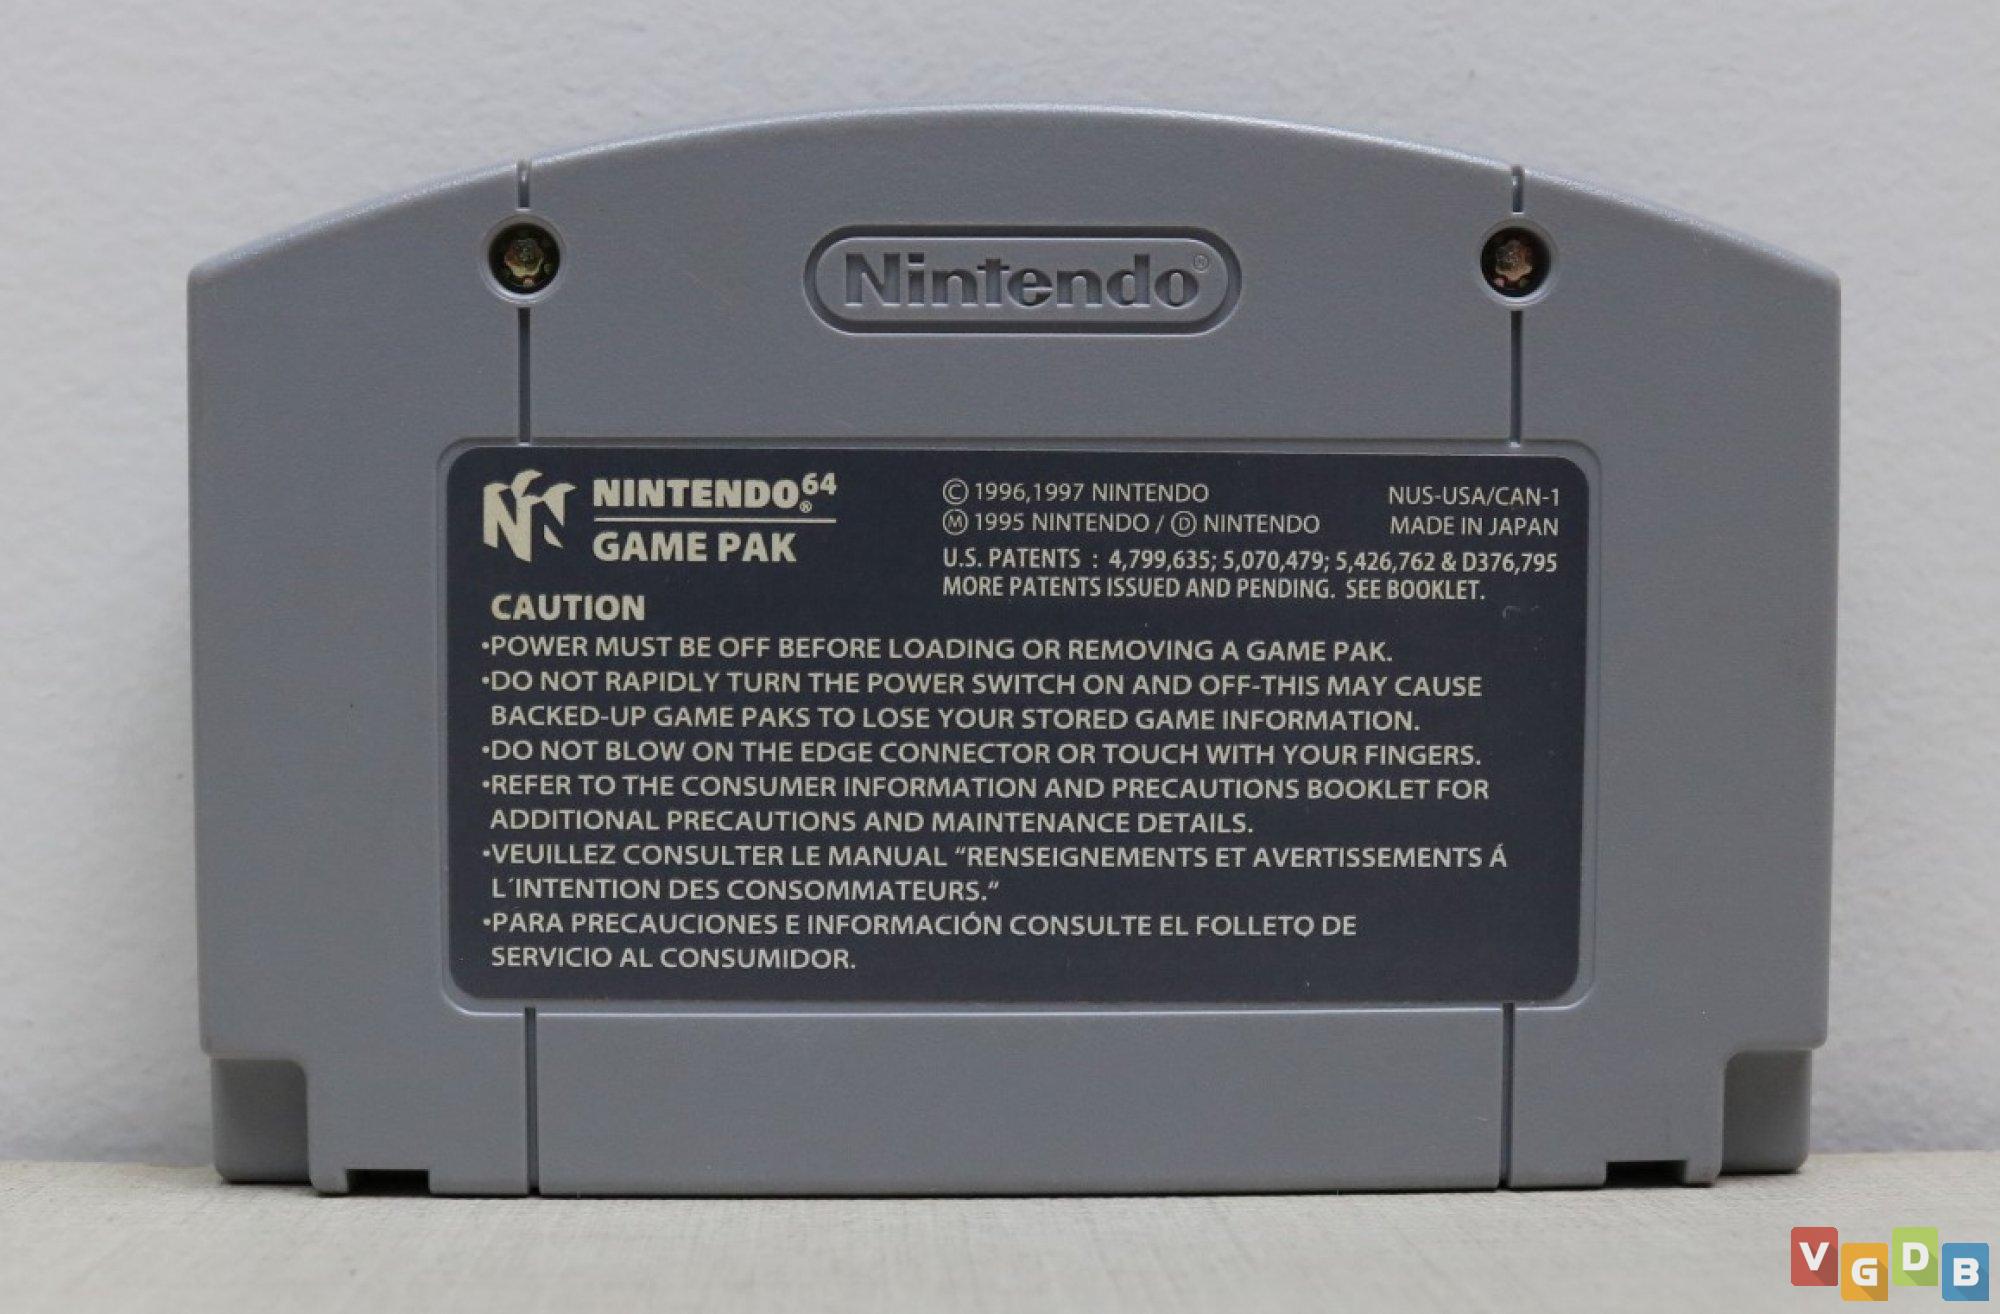 Nintendo®
NINTENDO64®
GAME PAK
© 1996,1997 NINTENDO
Ⓜ 1995 NINTENDO / Ⓓ NINTENDO
NUS-USA/CAN-1
MADE IN JAPAN
U.S. PATENTS : 4,799,635; 5,070,479; 5,426,762 & D376,795
MORE PATENTS ISSUED AND PENDING. SEE BOOKLET.
CAUTION
•POWER MUST BE OFF BEFORE LOADING OR REMOVING A GAME PAK.
•DO NOT RAPIDLY TURN THE POWER SWITCH ON AND OFF-THIS MAY CAUSE
BACKED-UP GAME PAKS TO LOSE YOUR STORED GAME INFORMATION.
•DO NOT BLOW ON THE EDGE CONNECTOR OR TOUCH WITH YOUR FINGERS.
•REFER TO THE CONSUMER INFORMATION AND PRECAUTIONS BOOKLET FOR
ADDITIONAL PRECAUTIONS AND MAINTENANCE DETAILS.
•VEUILLEZ CONSULTER LE MANUAL “RENSEIGNEMENTS ET AVERTISSEMENTS Á
L´INTENTION DES CONSOMMATEURS.”
•PARA PRECAUCIONES E INFORMACIÓN CONSULTE EL FOLLETO DE
SERVICIO AL CONSUMIDOR.
VGDB